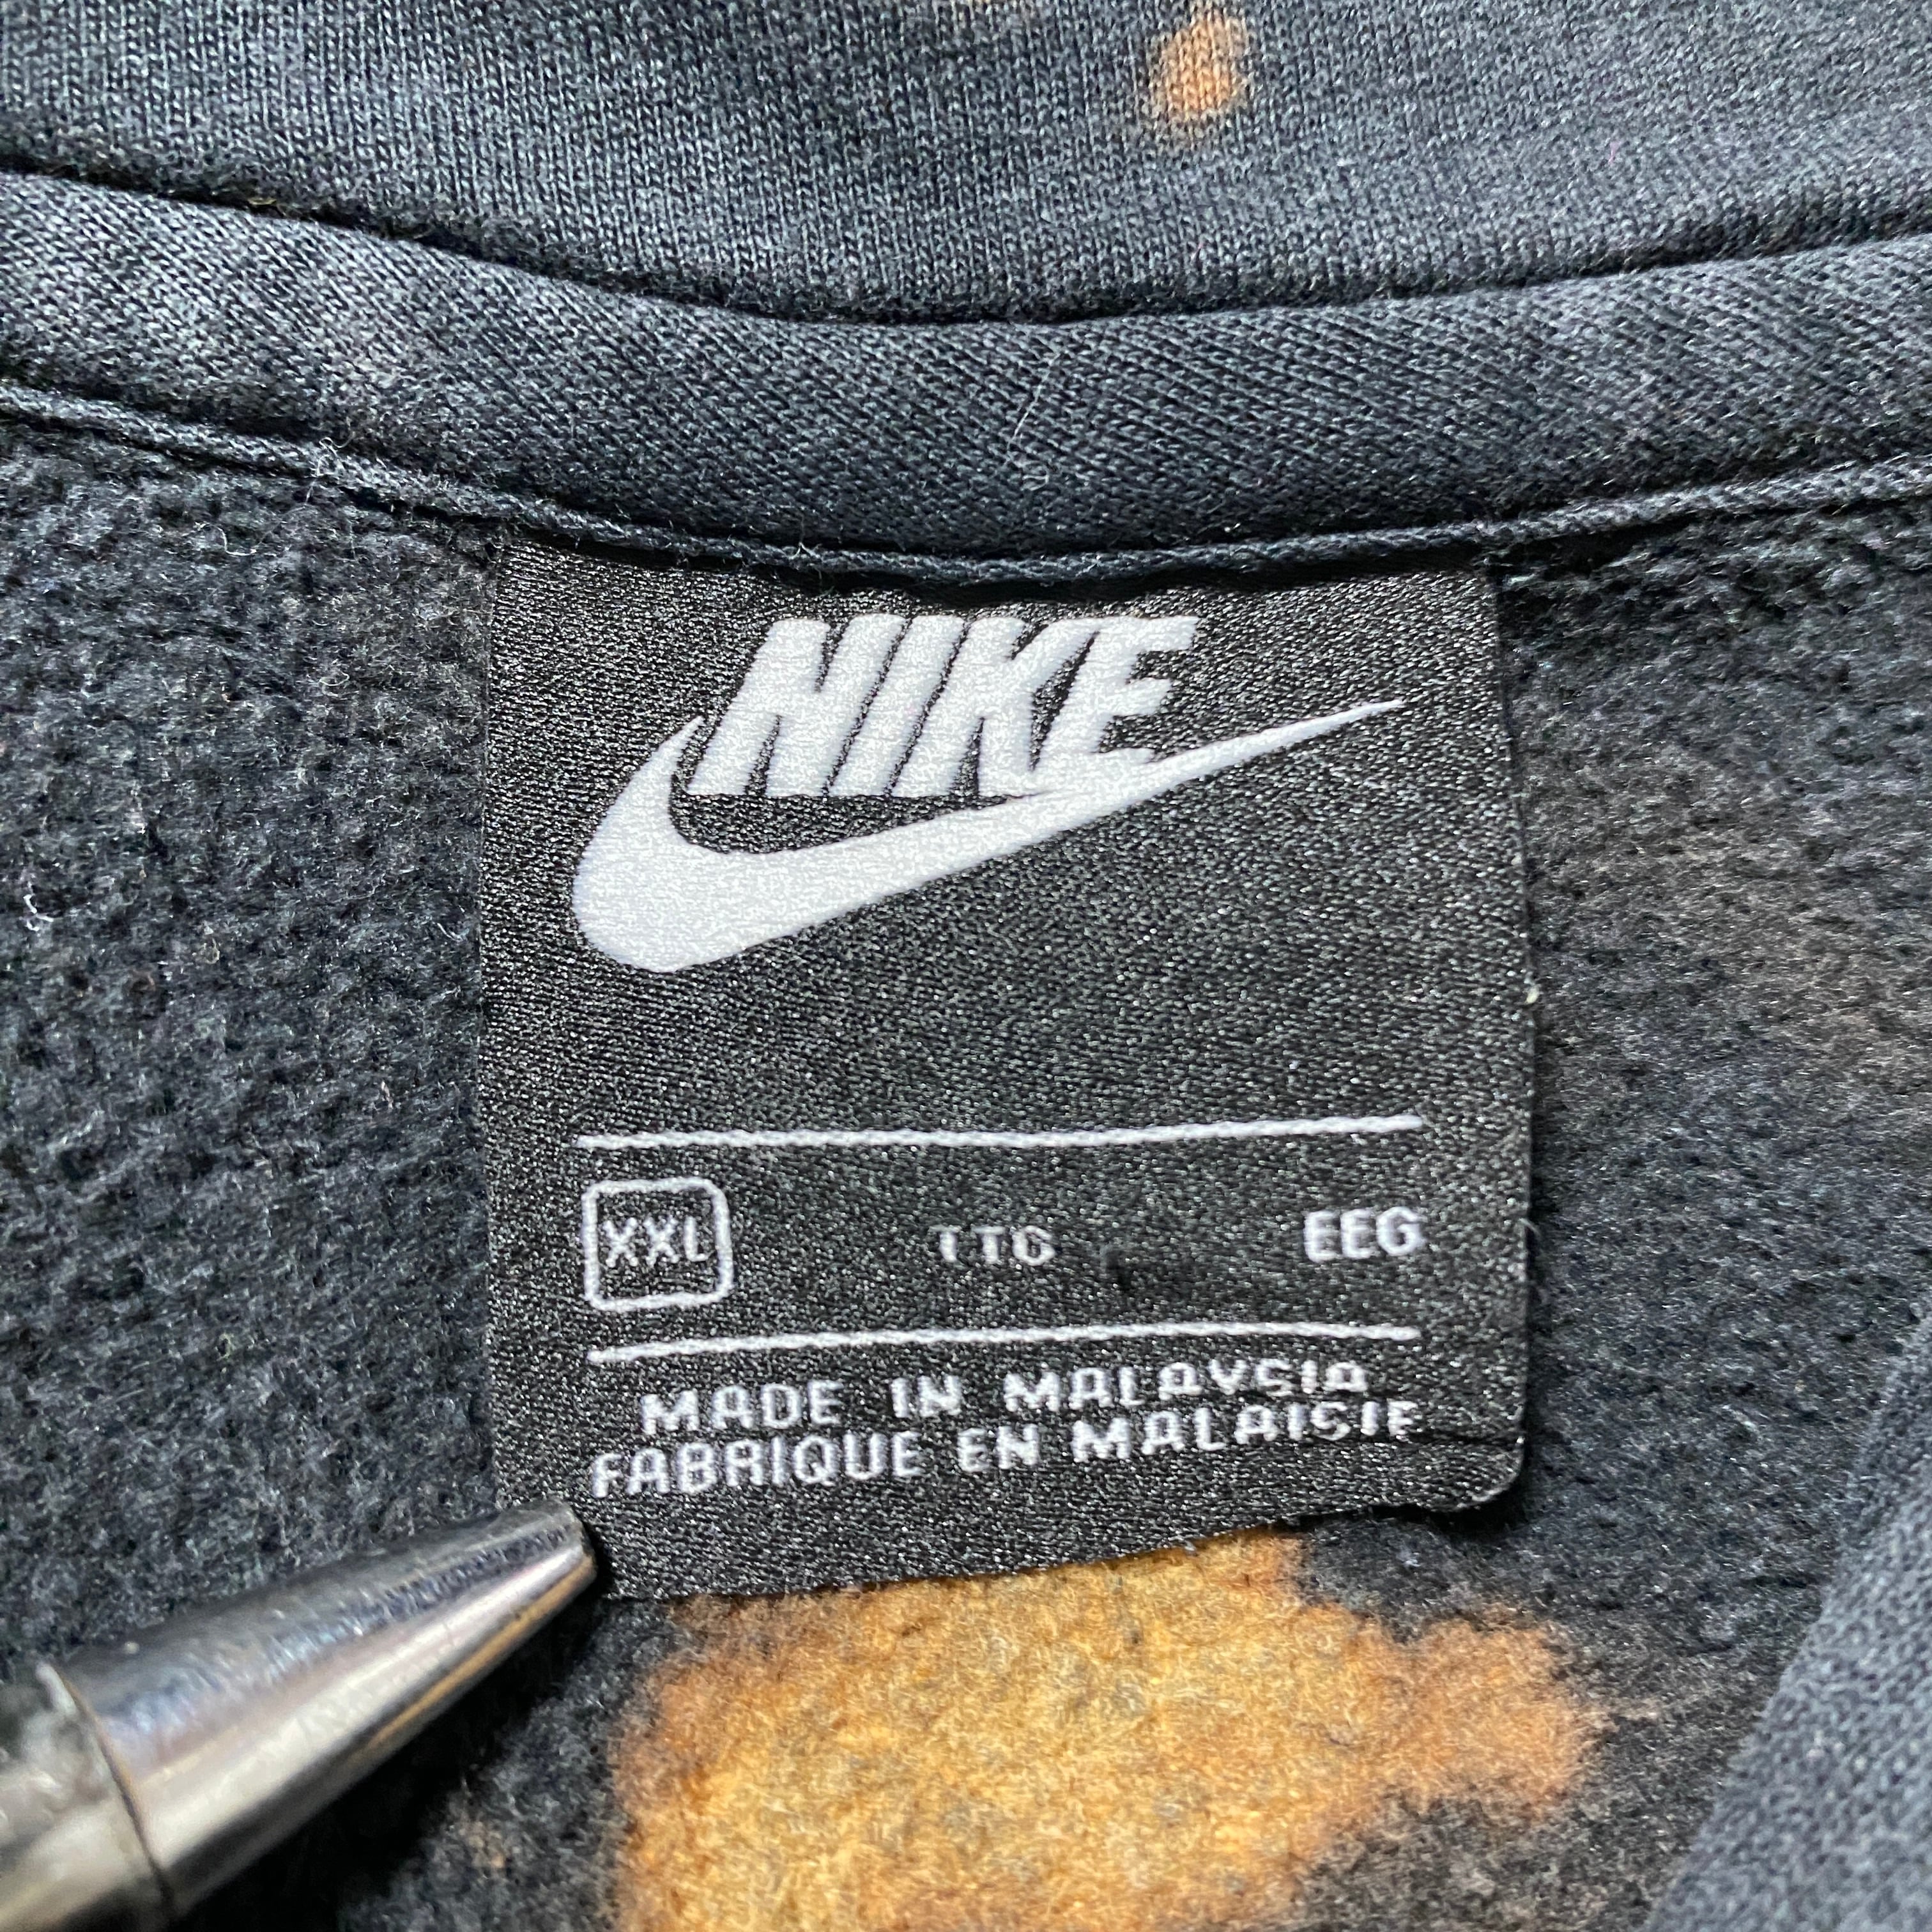 NIKE
XXL TTG EEG
MADE IN MALAYSIA
FABRIQUE EN MALAISIE